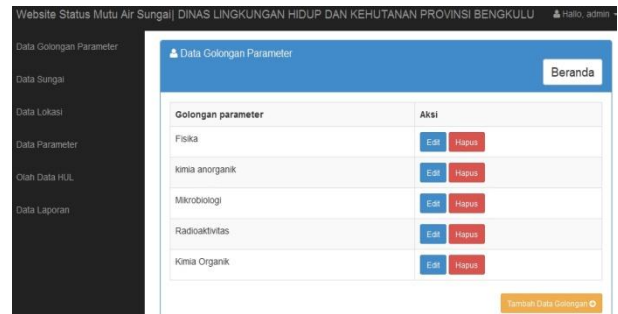 Website Status Mutu Air Sungai| DINAS LINGKUNGAN HIDUP DAN KEHUTANAN PROVINSI BENGKULU
Hallo, admin
Data Golongan Parameter
Data Sungai
Data Lokasi
Data Parameter
Olah Data HUL
Data Laporan
Data Golongan Parameter
Beranda
Golongan parameter Aksi
Fisika Edit Hapus
kimia anorganik Edit Hapus
Mikrobiologi Edit Hapus
Radioaktivitas Edit Hapus
Kimia Organik Edit Hapus
Tambah Data Golongan